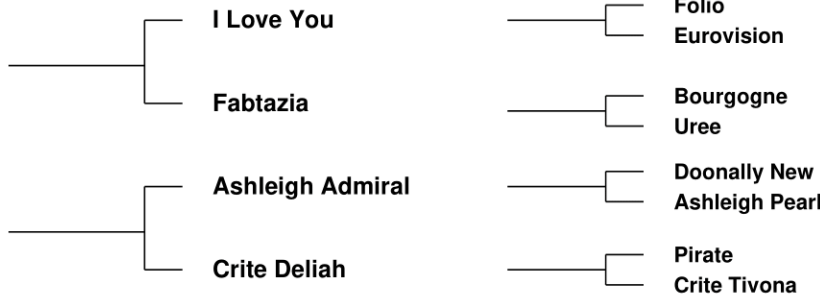 Folio
I Love You
Eurovision
Fabtazia
Bourgogne
Uree
Ashleigh Admiral
Doonally New
Ashleigh Pearl
Crite Deliah
Pirate
Crite Tivona